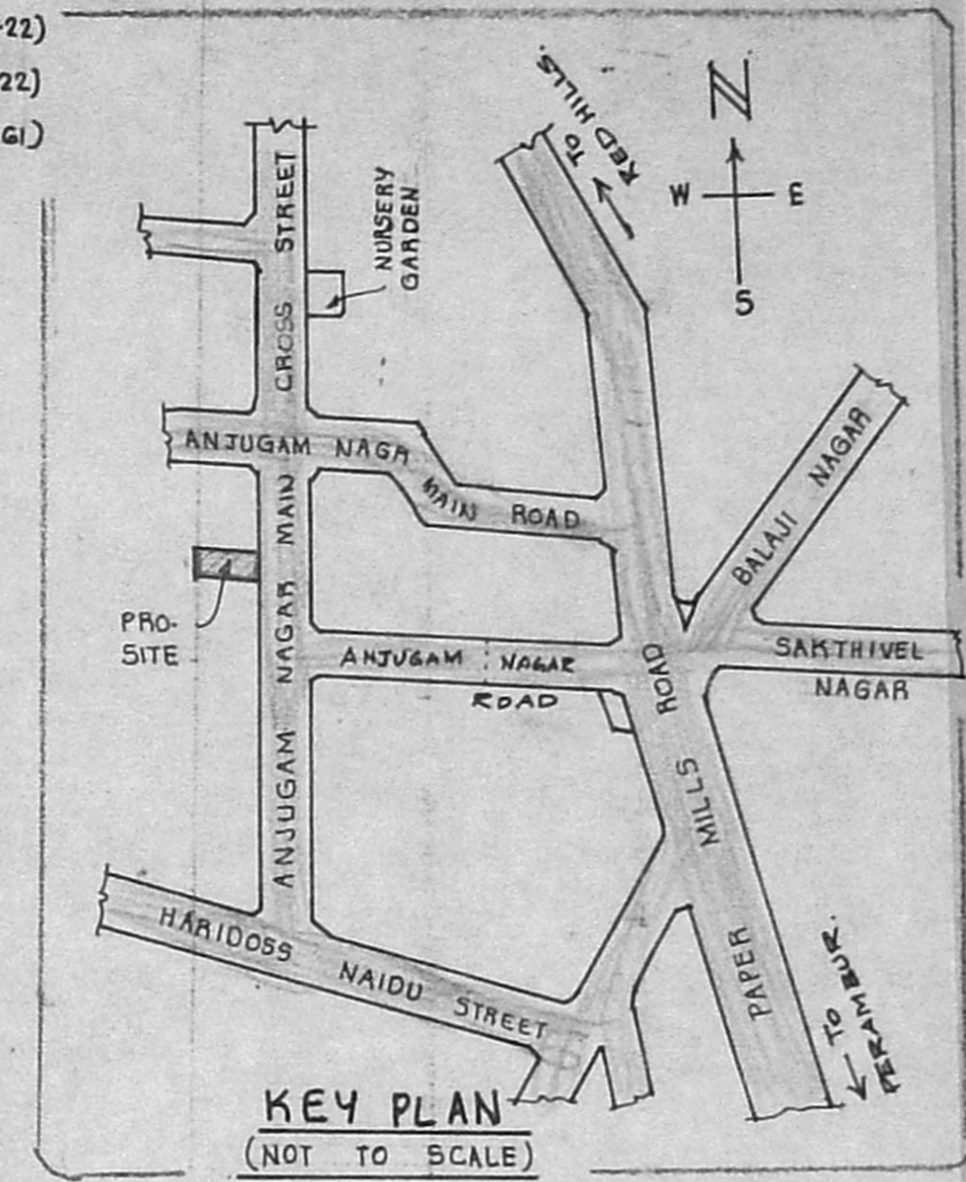 -22)
22)
61)
TO
RED HILLS.
N
W E
S
NURSERY
GARDEN
ANJUGAM NAGAR MAIN CROSS STREET
ANJUGAM NAGR MAIN ROAD
BALAJI NAGAR
PRO-
SITE
ANJUGAM NAGAR
ROAD
SAKTHIVEL
NAGAR
PAPER MILLS ROAD
HARIDOSS NAIDU STREET
TO
PERAMBUR.
KEY PLAN
(NOT TO SCALE)